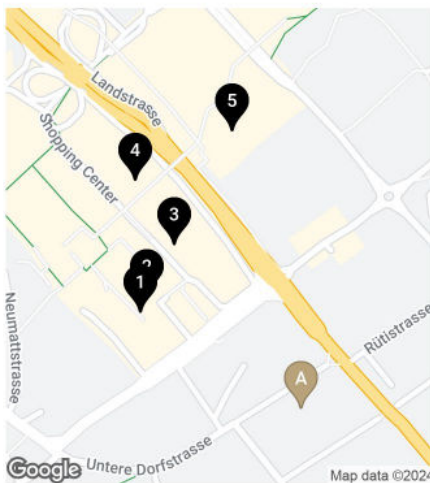 Landstrasse
5
4
Shopping Center
3
2
1
Neumattstrasse
A
Rütistrasse
Untere Dorfstrasse
Google
Map data ©2024